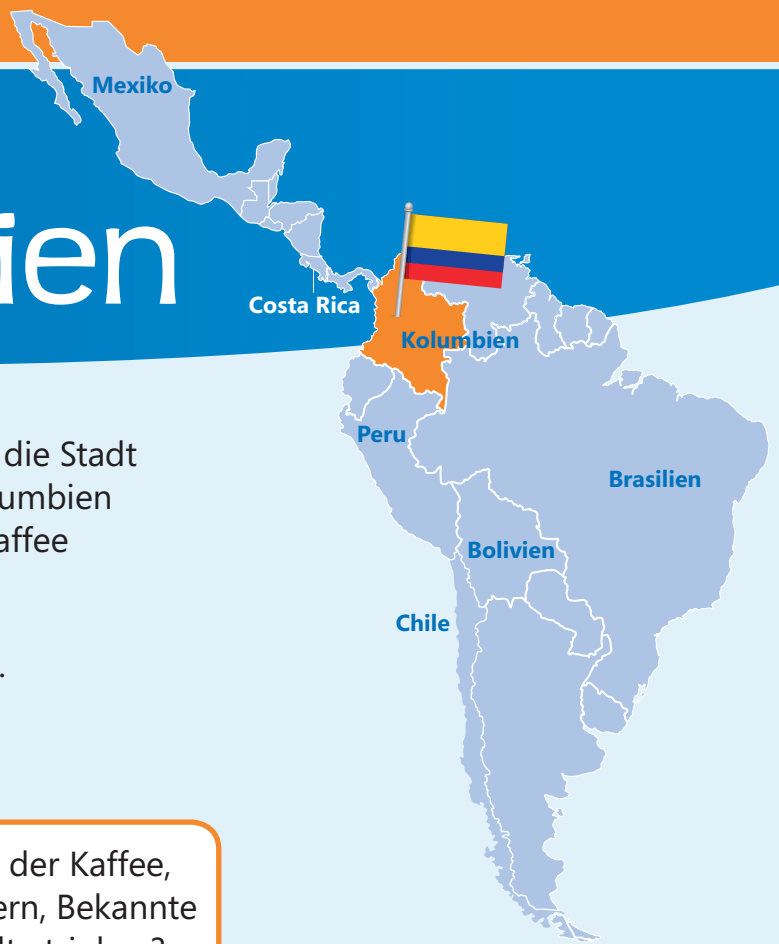 Mexiko
ien
Costa Rica
Kolumbien
Peru
die Stadt
Brasilien
umbien
affee
Bolivien
Chile
.
der Kaffee,
ern, Bekannte